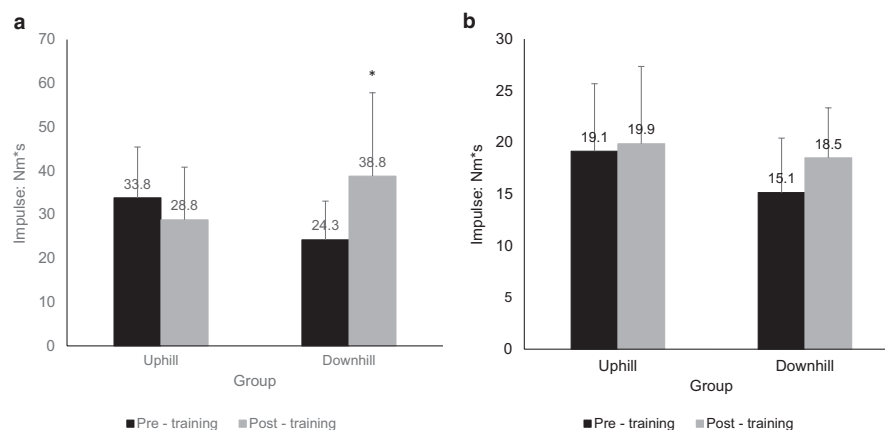 a
70
60
50
40
30
20
10
0
Impulse: Nm*s
33.8
28.8
24.3
38.8
*
Uphill
Downhill
Group
Pre - training
Post - training
b
30
25
20
15
10
5
0
Impulse: Nm*s
19.1
19.9
15.1
18.5
Uphill
Downhill
Group
Pre - training
Post - training